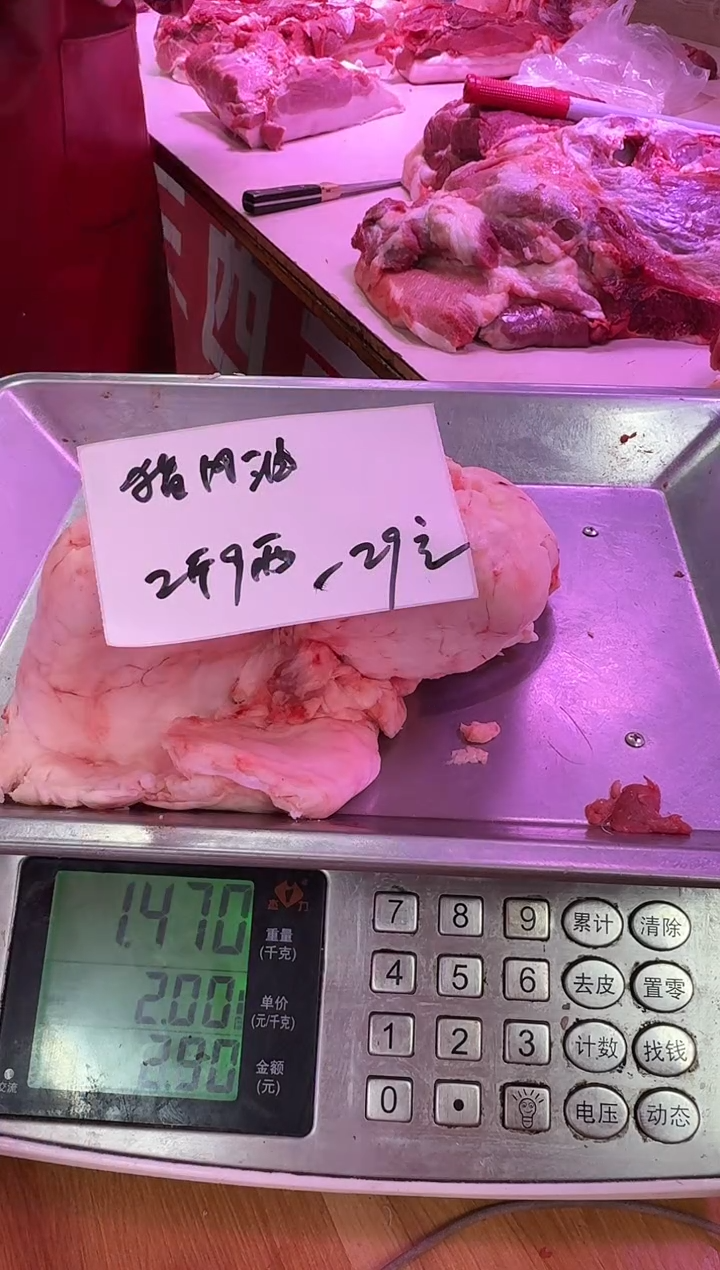 猪网油
2斤9两、29元
1.470
重量
(千克)
2.00
单价
(元/千克)
2.90
金额
(元)
交流
7 8 9 累计 清除
4 5 6 去皮 置零
1 2 3 计数 找钱
0 • 电压 动态